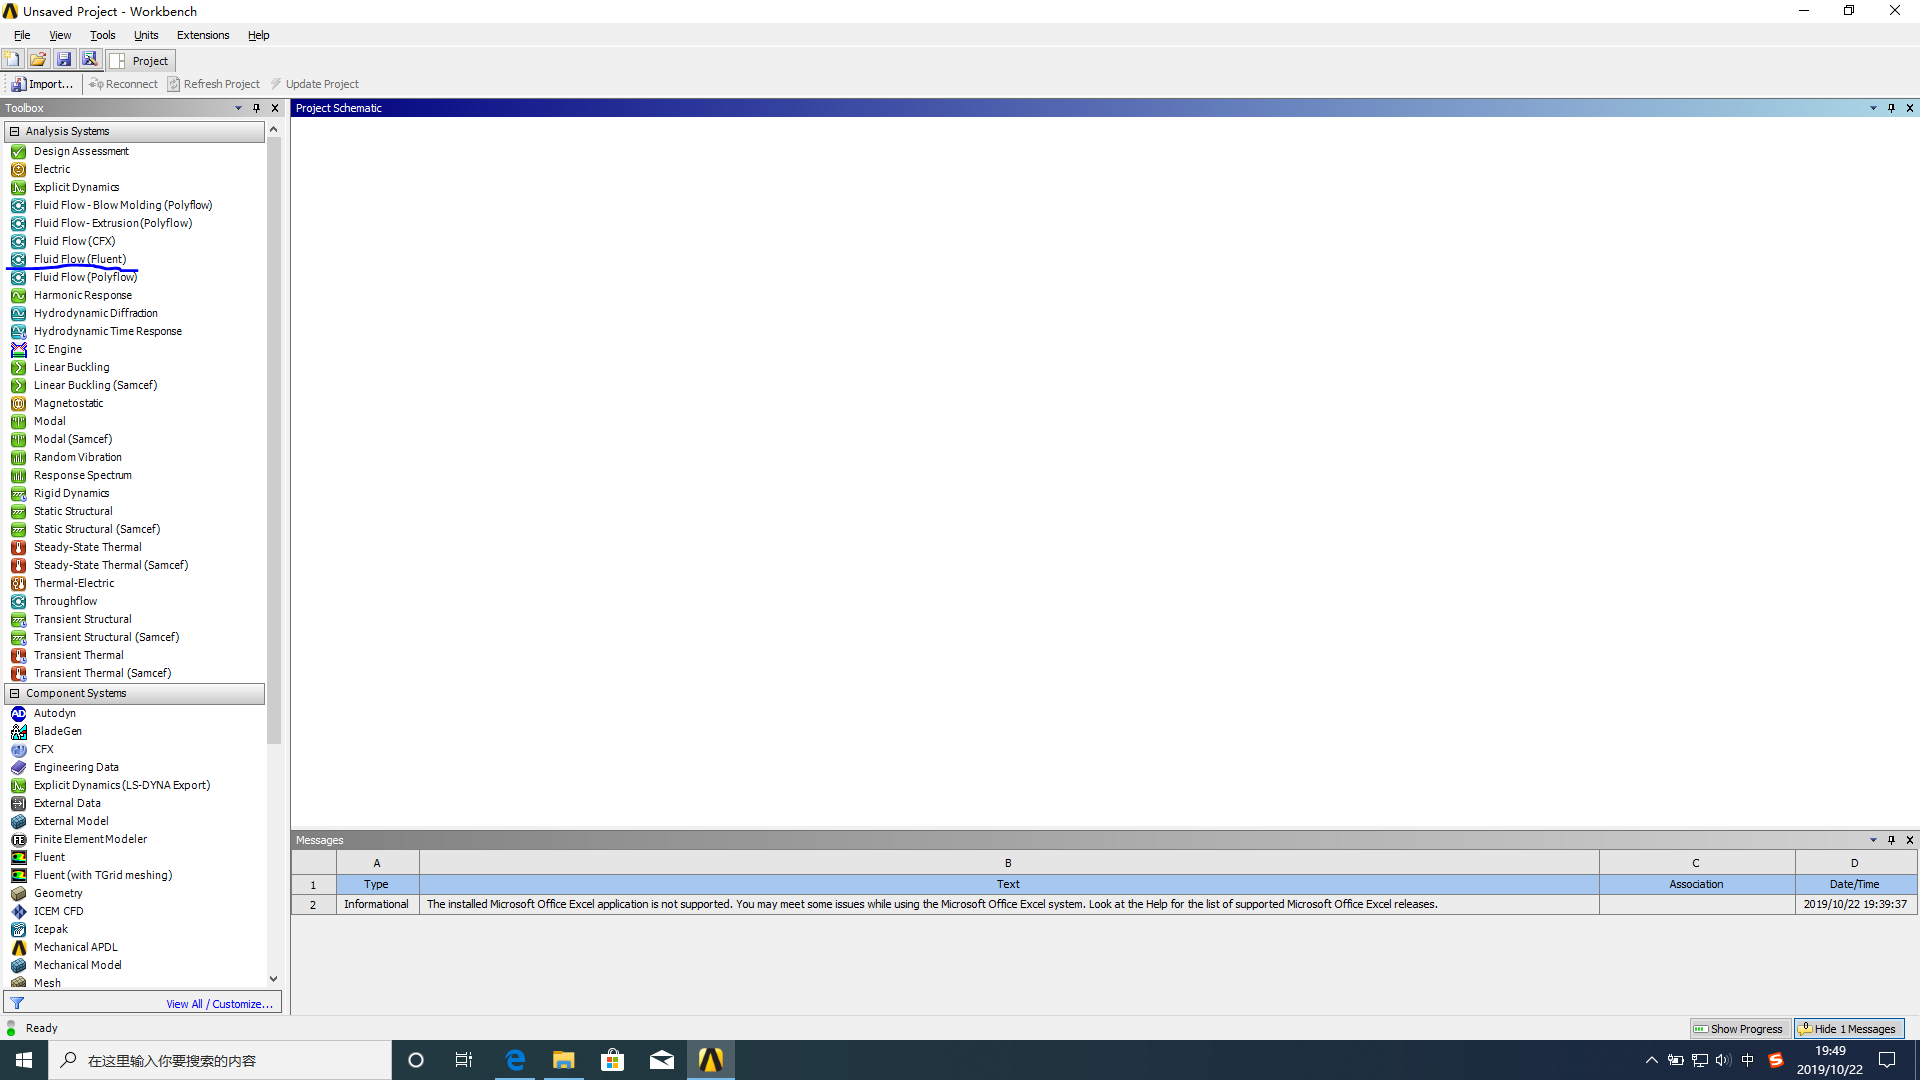 Unsaved Project - Workbench
File View Tools Units Extensions Help
Project
Import... Reconnect Refresh Project Update Project
Toolbox
Project Schematic
Analysis Systems
Design Assessment
Electric
Explicit Dynamics
Fluid Flow - Blow Molding (Polyflow)
Fluid Flow - Extrusion (Polyflow)
Fluid Flow (CFX)
Fluid Flow (Fluent)
Fluid Flow (Polyflow)
Harmonic Response
Hydrodynamic Diffraction
Hydrodynamic Time Response
IC Engine
Linear Buckling
Linear Buckling (Samcef)
Magnetostatic
Modal
Modal (Samcef)
Random Vibration
Response Spectrum
Rigid Dynamics
Static Structural
Static Structural (Samcef)
Steady-State Thermal
Steady-State Thermal (Samcef)
Thermal-Electric
Throughflow
Transient Structural
Transient Structural (Samcef)
Transient Thermal
Transient Thermal (Samcef)
Component Systems
AD Autodyn
BladeGen
CFX
Engineering Data
Explicit Dynamics (LS-DYNA Export)
External Data
External Model
FE Finite Element Modeler
Fluent
Fluent (with TGrid meshing)
Geometry
ICEM CFD
Icepak
Mechanical APDL
Mechanical Model
Mesh
View All / Customize...
Messages
A B C D
1 Type Text Association Date/Time
2 Informational The installed Microsoft Office Excel application is not supported. You may meet some issues while using the Microsoft Office Excel system. Look at the Help for the list of supported Microsoft Office Excel releases. 2019/10/22 19:39:37
Ready
Show Progress Hide 1 Messages
在这里输入你要搜索的内容
中 S 19:49
2019/10/22